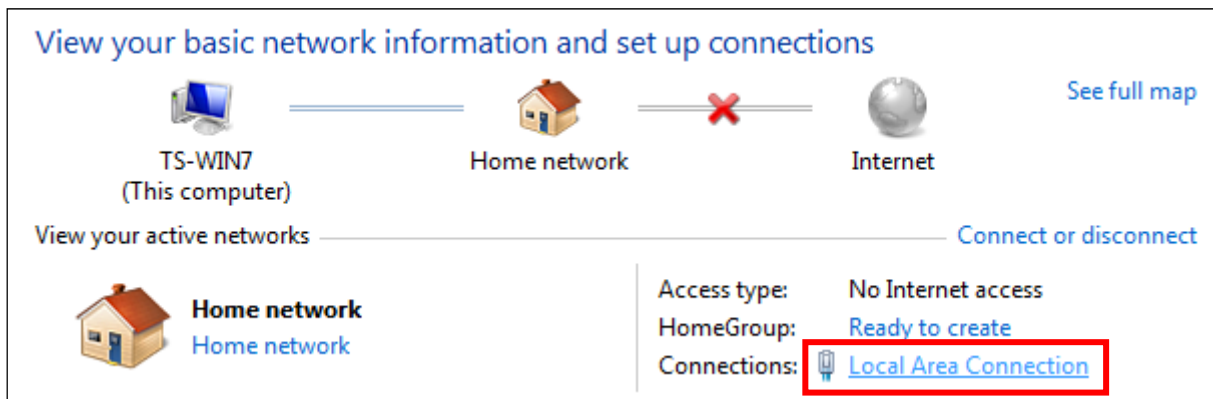 View your basic network information and set up connections
See full map
TS-WIN7
(This computer)
Home network
Internet
View your active networks
Connect or disconnect
Home network
Home network
Access type: No Internet access
HomeGroup: Ready to create
Connections: Local Area Connection